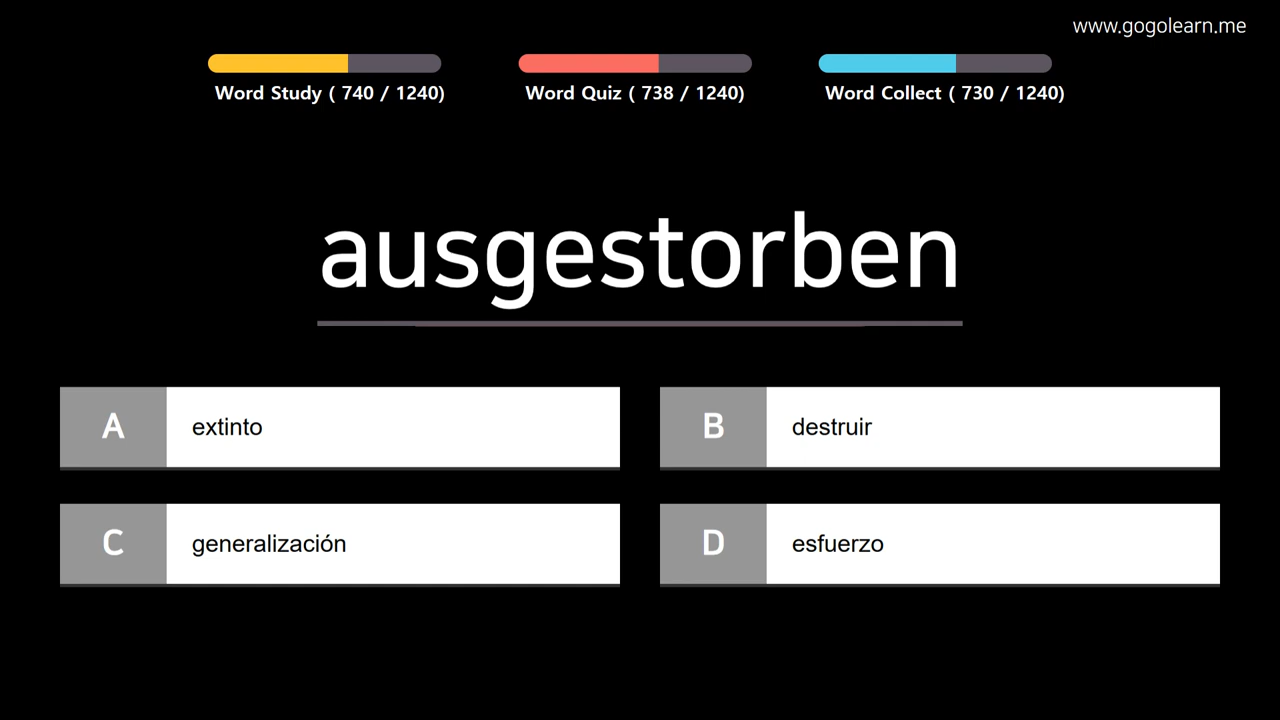 www.gogolearn.me
Word Study ( 740 / 1240)
Word Quiz ( 738 / 1240)
Word Collect ( 730 / 1240)
ausgestorben
A extinto
B destruir
C generalización
D esfuerzo